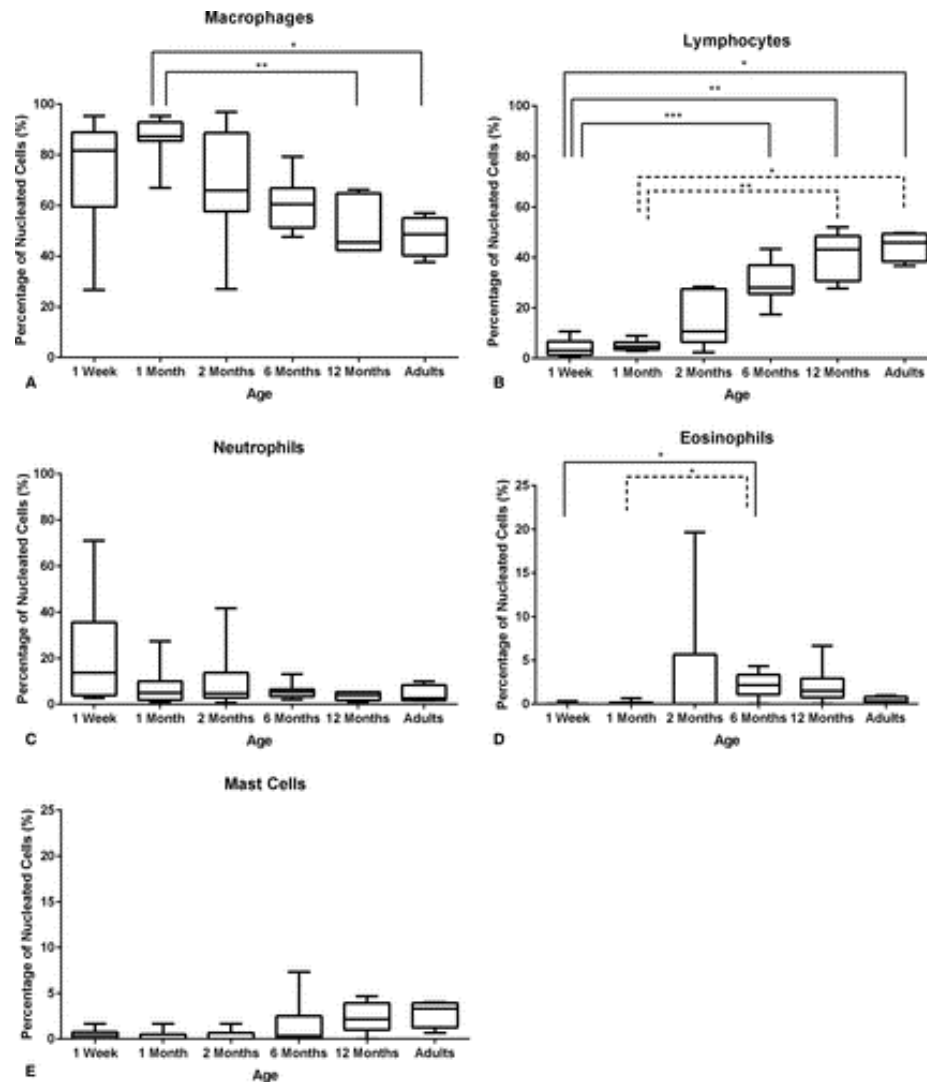 Macrophages
*
**
Percentage of Nucleated Cells (%)
100
80
60
40
20
0
1 Week 1 Month 2 Months 6 Months 12 Months Adults
A
Age
Lymphocytes
*
**
***
*
**
Percentage of Nucleated Cells (%)
100
80
60
40
20
0
1 Week 1 Month 2 Months 6 Months 12 Months Adults
B
Age
Neutrophils
Percentage of Nucleated Cells (%)
100
80
60
40
20
0
1 Week 1 Month 2 Months 6 Months 12 Months Adults
C
Age
Eosinophils
*
*
Percentage of Nucleated Cells (%)
25
20
15
10
5
0
1 Week 1 Month 2 Months 6 Months 12 Months Adults
D
Age
Mast Cells
Percentage of Nucleated Cells (%)
25
20
15
10
5
0
1 Week 1 Month 2 Months 6 Months 12 Months Adults
E
Age